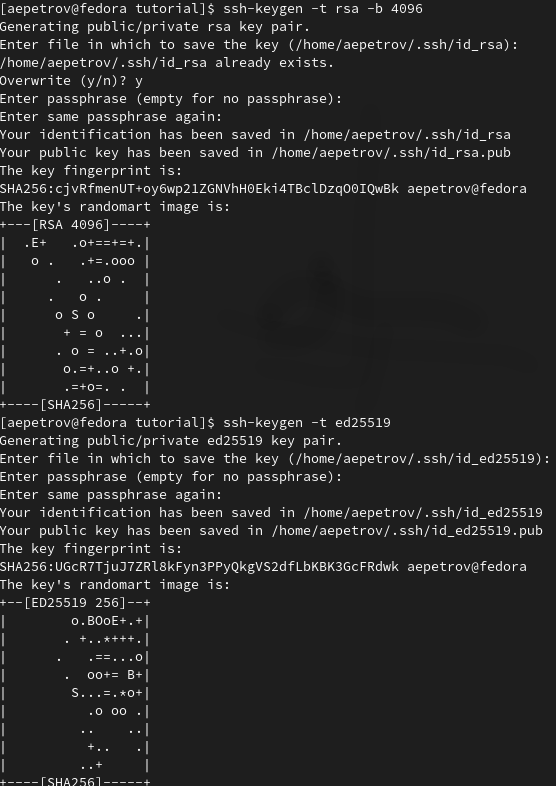 [aepetrov@fedora tutorial]$ ssh-keygen -t rsa -b 4096
Generating public/private rsa key pair.
Enter file in which to save the key (/home/aepetrov/.ssh/id_rsa):
/home/aepetrov/.ssh/id_rsa already exists.
Overwrite (y/n)? y
Enter passphrase (empty for no passphrase):
Enter same passphrase again:
Your identification has been saved in /home/aepetrov/.ssh/id_rsa
Your public key has been saved in /home/aepetrov/.ssh/id_rsa.pub
The key fingerprint is:
SHA256:cjvRfmenUT+oy6wp21ZGNVhH0Eki4TBclDzqO0IQwBk aepetrov@fedora
The key's randomart image is:
+---[RSA 4096]----+
|  .E+   .o+==+=+.|
|   o .   .+=.ooo |
|      .   ..o .  |
|     .   o .     |
|      o S o     .|
|       + = o  ...|
|      . o = ..+.o|
|       o.=+..o +.|
|       .=+o=. .  |
+----[SHA256]-----+
[aepetrov@fedora tutorial]$ ssh-keygen -t ed25519
Generating public/private ed25519 key pair.
Enter file in which to save the key (/home/aepetrov/.ssh/id_ed25519):
Enter passphrase (empty for no passphrase):
Enter same passphrase again:
Your identification has been saved in /home/aepetrov/.ssh/id_ed25519
Your public key has been saved in /home/aepetrov/.ssh/id_ed25519.pub
The key fingerprint is:
SHA256:UGcR7TjuJ7ZRl8kFyn3PPyQkgVS2dfLbKBK3GcFRdwk aepetrov@fedora
The key's randomart image is:
+--[ED25519 256]--+
|        o.BOoE+.+|
|       . +..*+++.|
|      .   .==...o|
|       .  oo+= B+|
|        S...=.*o+|
|          .o oo .|
|         ..    ..|
|          +..   .|
|         ..+     |
+----[SHA256]-----+